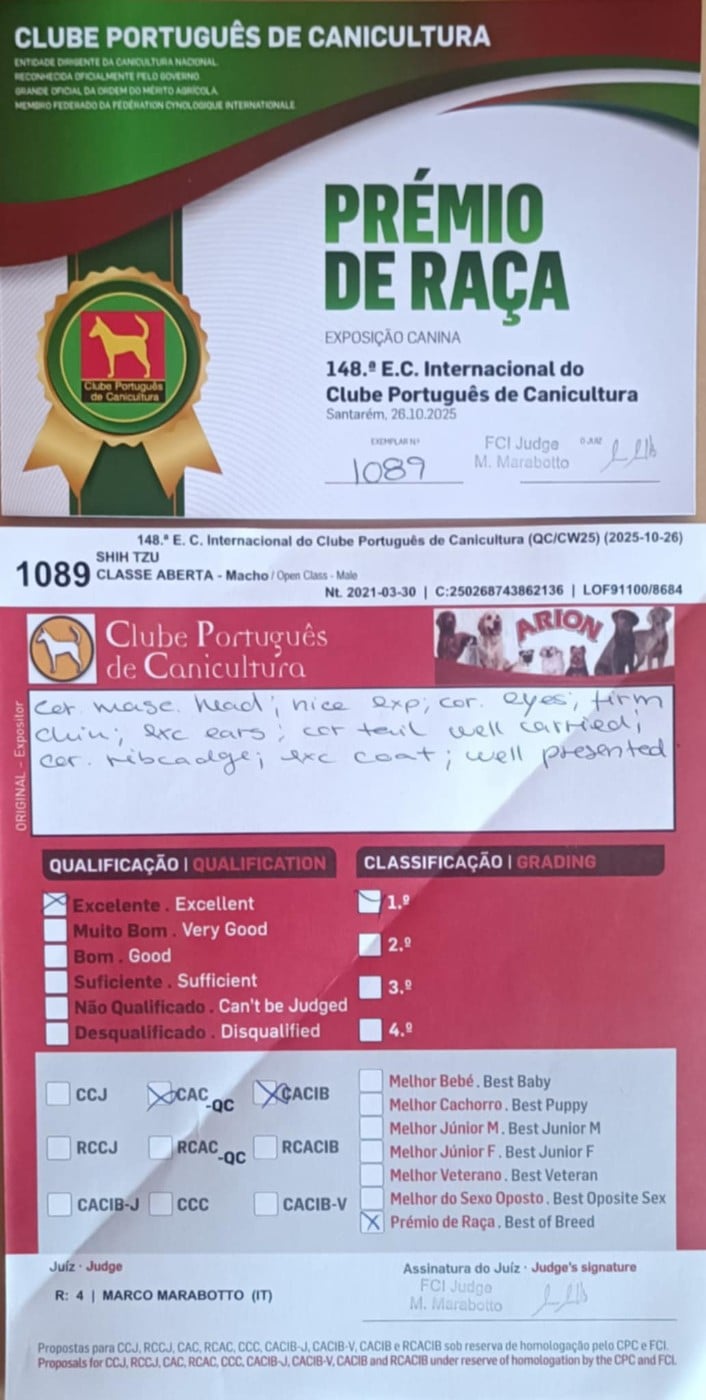 CLUBE PORTUGUÊS DE CANICULTURA
ENTIDADE DIRIGENTE DA CANICULTURA NACIONAL.
RECONHECIDA OFICIALMENTE PELO GOVERNO.
GRANDE OFICIAL DA ORDEM DO MÉRITO AGRÍCOLA.
MEMBRO FEDERADO DA FÉDÉRATION CYNOLOGIQUE INTERNATIONALE
PRÉMIO
DE RAÇA
EXPOSIÇÃO CANINA
148.ª E.C. Internacional do
Clube Português de Canicultura
Santarém, 26.10.2025
Clube Português
de Canicultura
EXEMPLAR Nº
1089
FCI Judge
M. Marabotto
O JUIZ
148.ª E. C. Internacional do Clube Português de Canicultura (QC/CW25) (2025-10-26)
SHIH TZU
1089 CLASSE ABERTA - Macho / Open Class - Male
Nt. 2021-03-30 | C:250268743862136 | LOF91100/8684
Clube Português
de Canicultura
ARION
ORIGINAL - Expositor
cor. masc. head; nice exp; cor. eyes; firm
chin; exc ears; cor tail well carried;
cor. ribcadge; exc coat; well presented
QUALIFICAÇÃO | QUALIFICATION
Excelente . Excellent
Muito Bom . Very Good
Bom . Good
Suficiente . Sufficient
Não Qualificado . Can't be Judged
Desqualificado . Disqualified
CLASSIFICAÇÃO | GRADING
1.º
2.º
3.º
4.º
CCJ
CAC-QC
CACIB
RCCJ
RCAC-QC
RCACIB
CACIB-J
CCC
CACIB-V
Melhor Bebé . Best Baby
Melhor Cachorro . Best Puppy
Melhor Júnior M . Best Junior M
Melhor Júnior F . Best Junior F
Melhor Veterano . Best Veteran
Melhor do Sexo Oposto . Best Oposite Sex
Prémio de Raça . Best of Breed
Juíz · Judge
R: 4 | MARCO MARABOTTO (IT)
Assinatura do Juíz · Judge's signature
FCI Judge
M. Marabotto
Propostas para CCJ, RCCJ, CAC, RCAC, CCC, CACIB-J, CACIB-V, CACIB e RCACIB sob reserva de homologação pelo CPC e FCI.
Proposals for CCJ, RCCJ, CAC, RCAC, CCC, CACIB-J, CACIB-V, CACIB and RCACIB under reserve of homologation by the CPC and FCI.